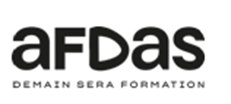 aFDas
DEMAIN SERA FORMATION